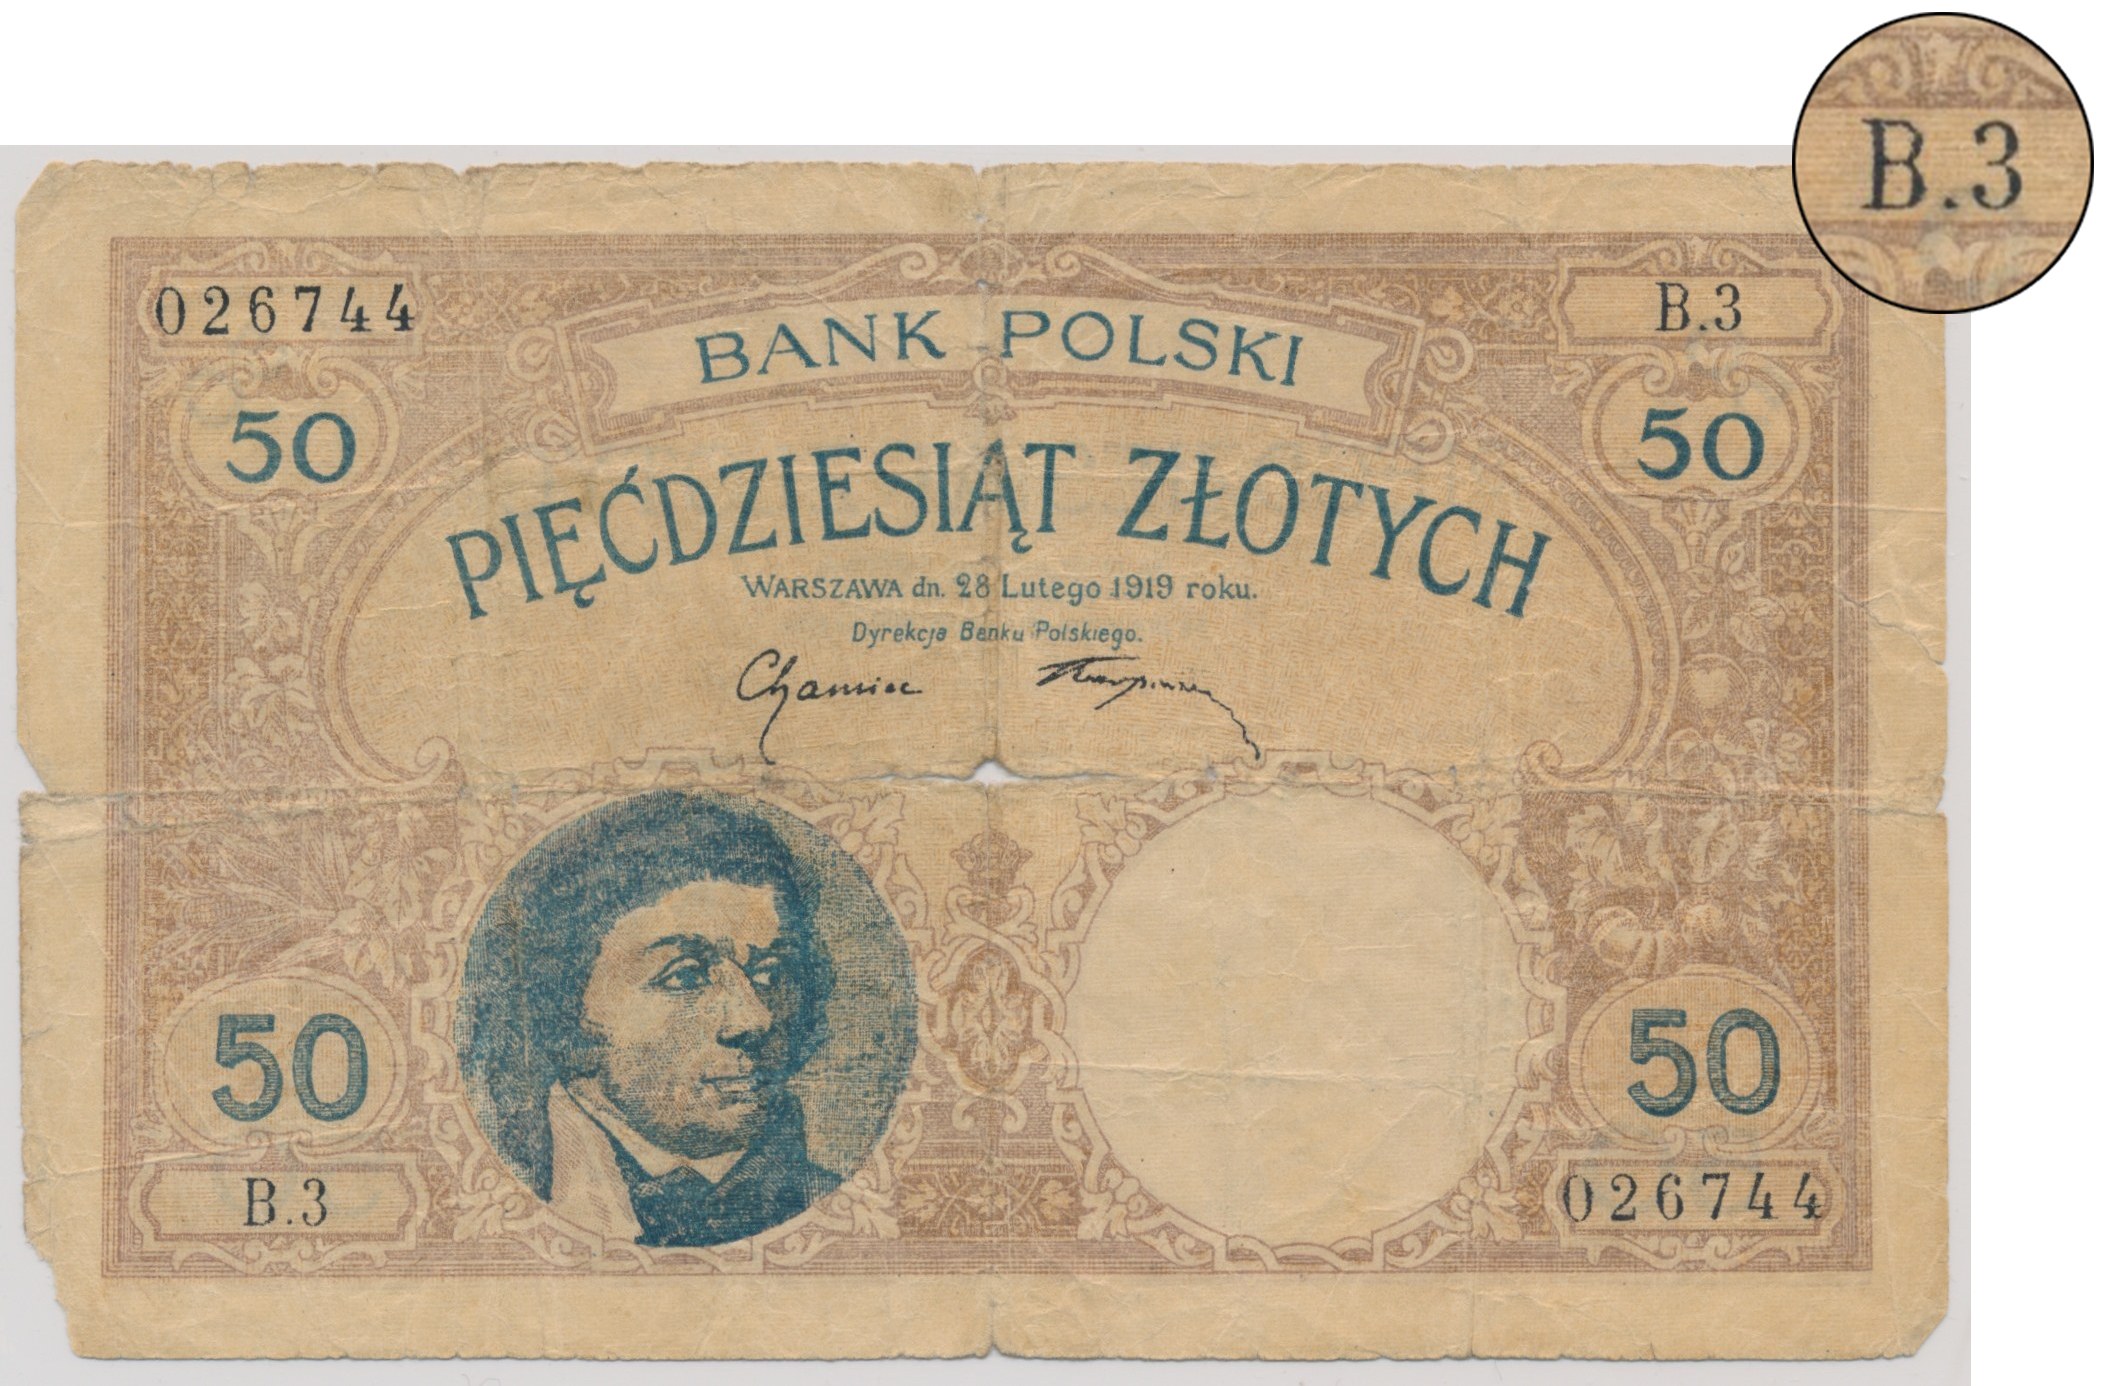 B.3
026744
B.3
BANK POLSKI
50
50
PIĘĆDZIESIĄT ZŁOTYCH
WARSZAWA dn. 28 Lutego 1919 roku.
Dyrekcja Banku Polskiego.
Chamiec
50
50
B.3
026744